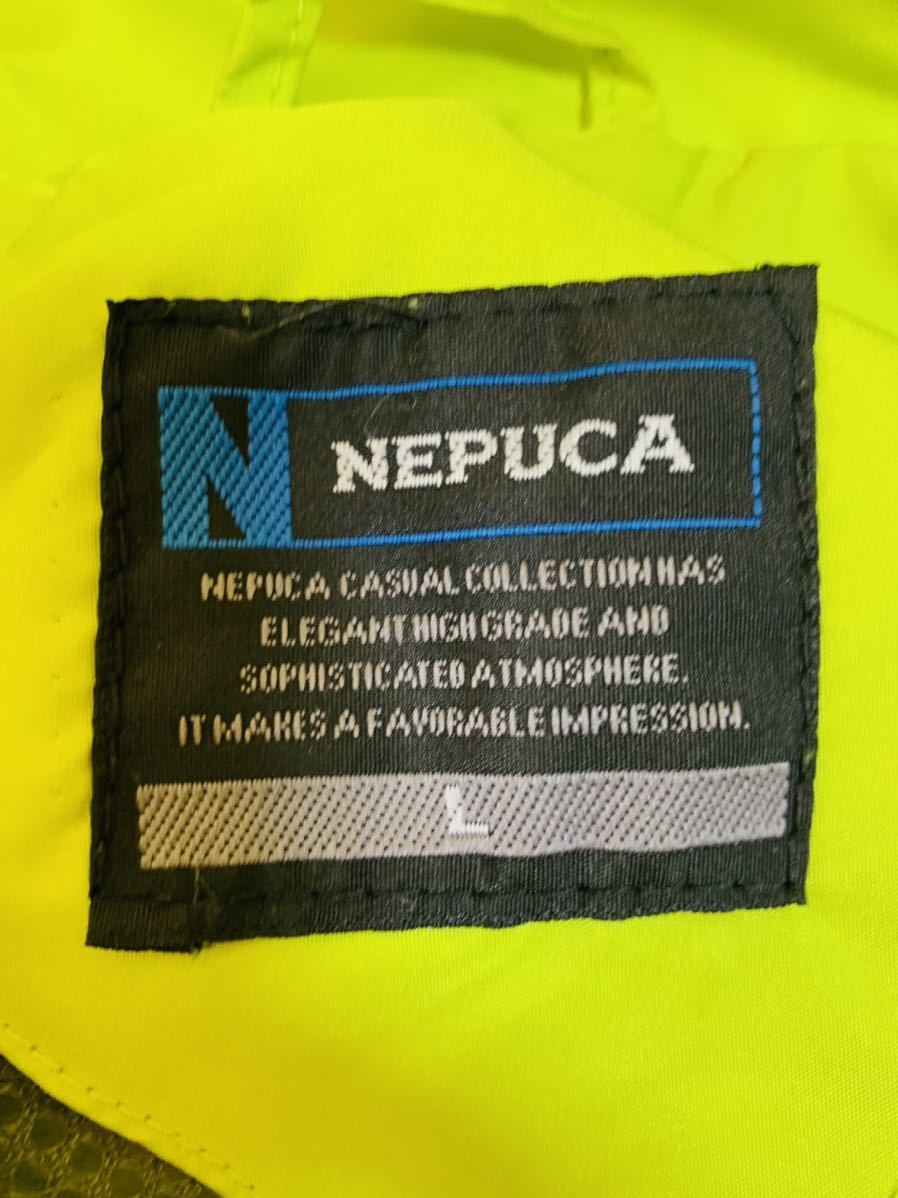 N NEPUCA
NEPUCA CASUAL COLLECTION HAS
ELEGANT HIGH GRADE AND
SOPHISTICATED ATMOSPHERE.
IT MAKES A FAVORABLE IMPRESSION.
L